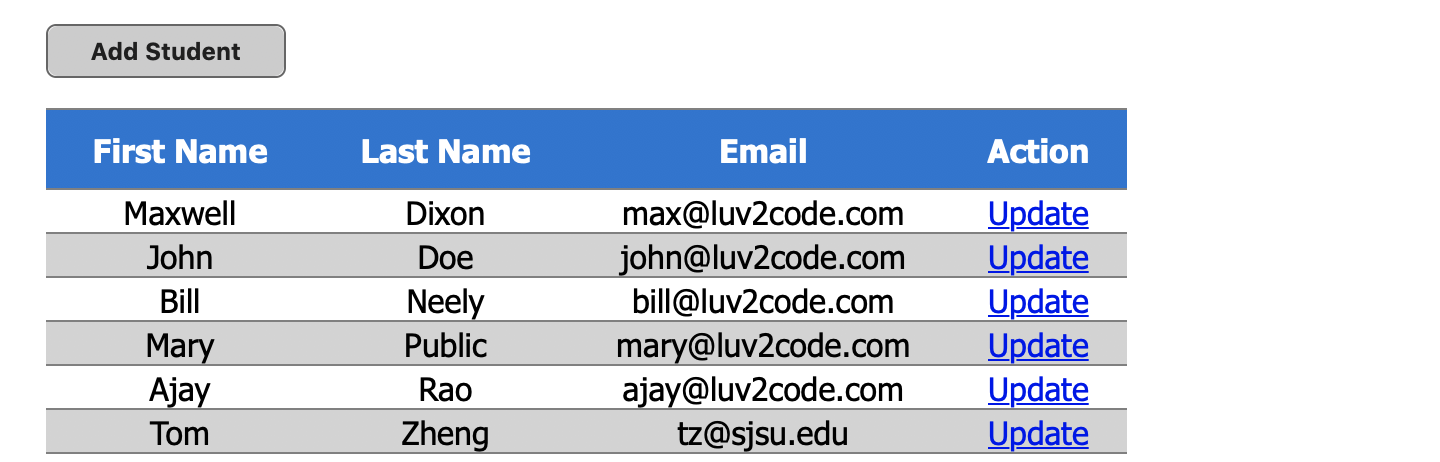 Add Student
First Name Last Name Email Action
Maxwell Dixon max@luv2code.com Update
John Doe john@luv2code.com Update
Bill Neely bill@luv2code.com Update
Mary Public mary@luv2code.com Update
Ajay Rao ajay@luv2code.com Update
Tom Zheng tz@sjsu.edu Update